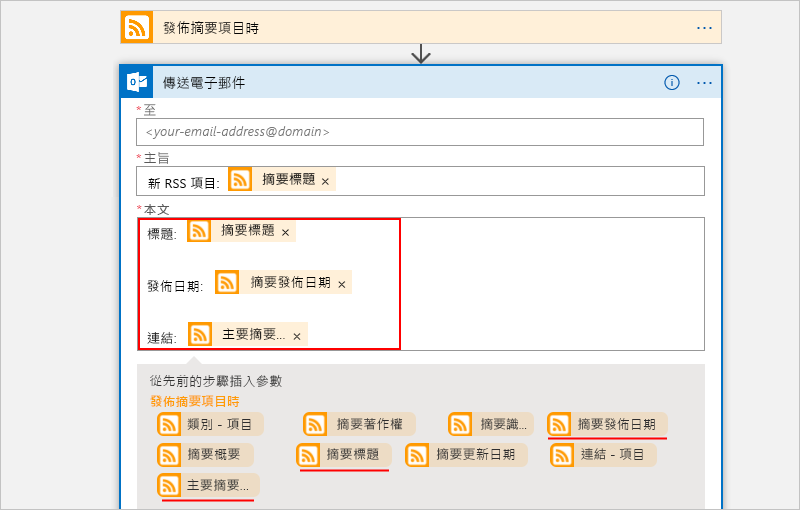 發佈摘要項目時
傳送電子郵件
*至
<your-email-address@domain>
*主旨
新 RSS 項目: 摘要標題 ×
*本文
標題: 摘要標題 ×
發佈日期: 摘要發佈日期 ×
連結: 主要摘要... ×
從先前的步驟插入參數
發佈摘要項目時
類別 - 項目 摘要著作權 摘要識... 摘要發佈日期
摘要概要 摘要標題 摘要更新日期 連結 - 項目
主要摘要...